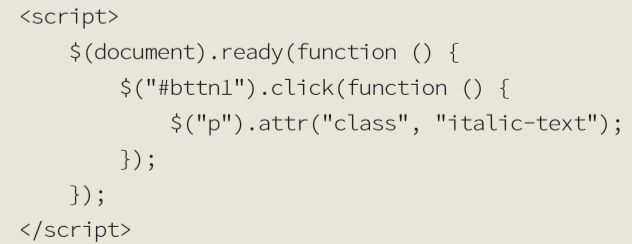 <script>
$(document).ready(function () {
$("#bttn1").click(function () {
$("p").attr("class", "italic-text");
});
});
</script>